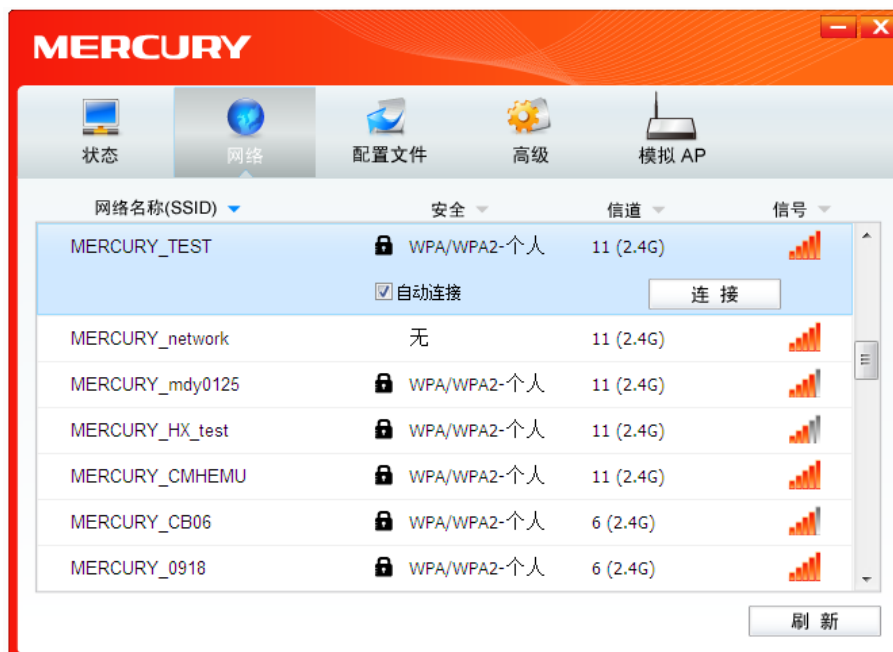 MERCURY
状态 网络 配置文件 高级 模拟 AP
网络名称(SSID) 安全 信道 信号
MERCURY_TEST WPA/WPA2-个人 11 (2.4G)
自动连接 连 接
MERCURY_network 无 11 (2.4G)
MERCURY_mdy0125 WPA/WPA2-个人 11 (2.4G)
MERCURY_HX_test WPA/WPA2-个人 11 (2.4G)
MERCURY_CMHEMU WPA/WPA2-个人 11 (2.4G)
MERCURY_CB06 WPA/WPA2-个人 6 (2.4G)
MERCURY_0918 WPA/WPA2-个人 6 (2.4G)
刷 新